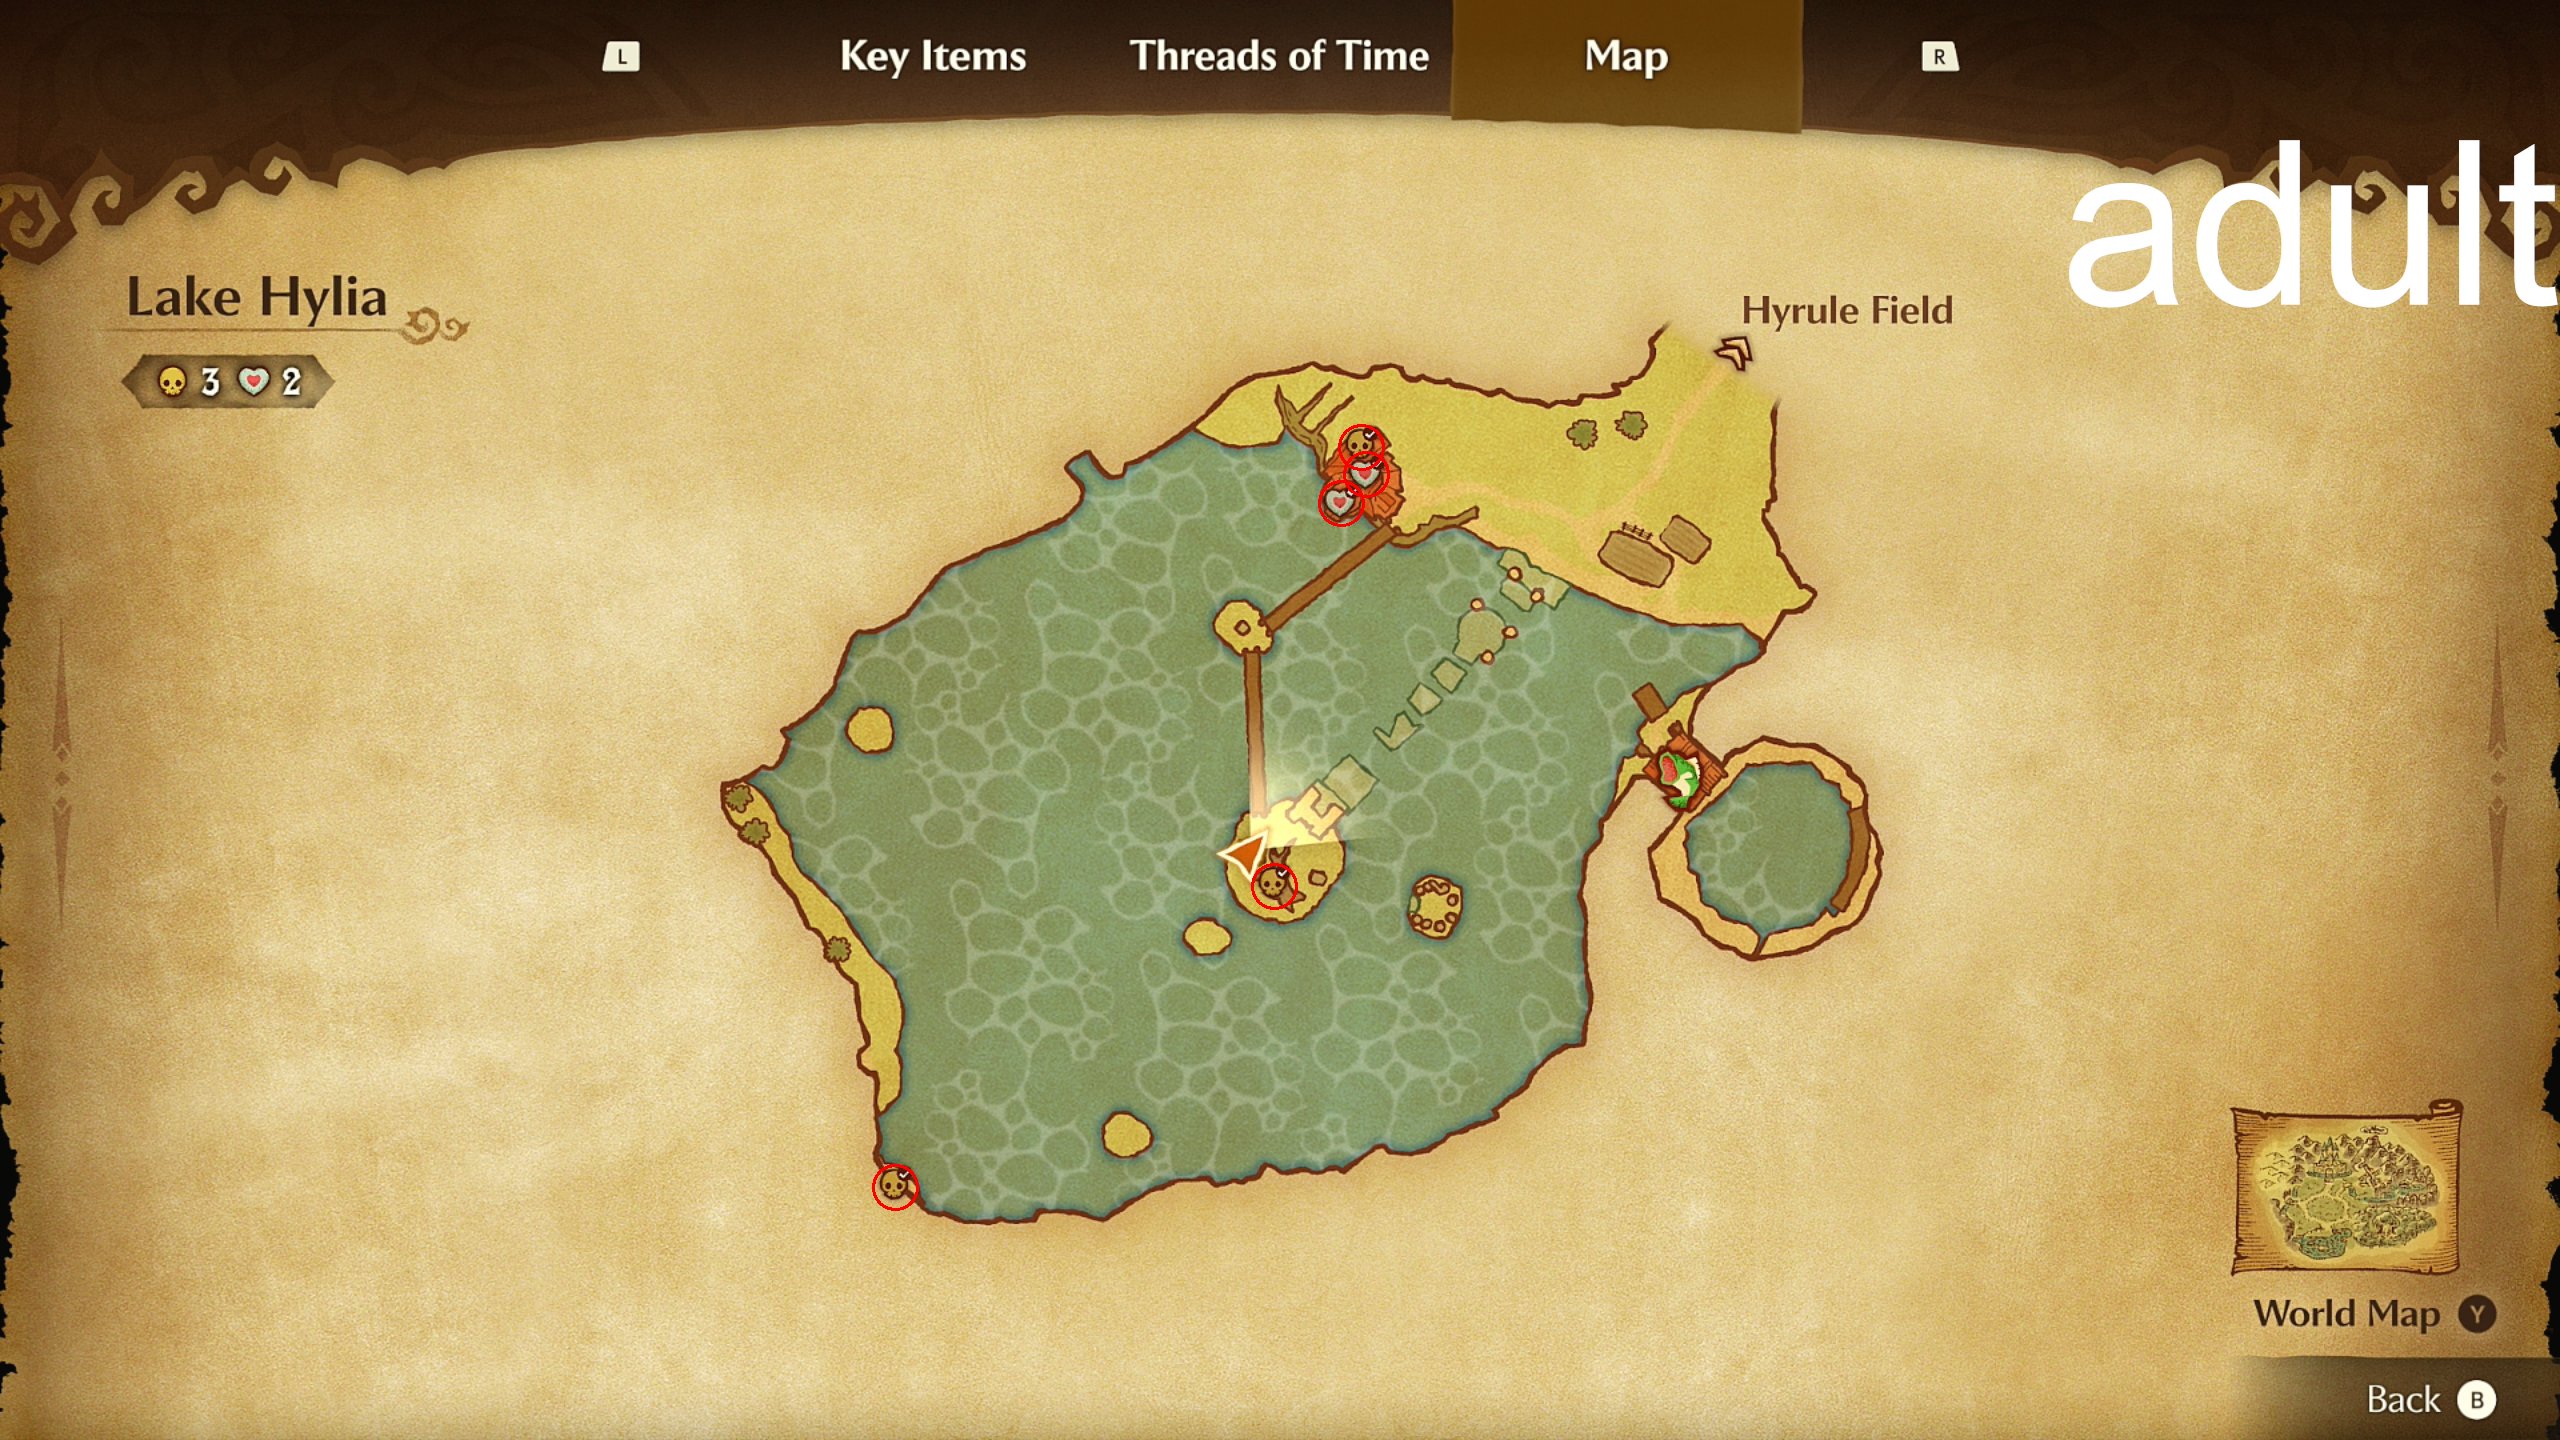 L Key Items Threads of Time Map R
adult
Lake Hylia
Hyrule Field
3 2
World Map Y
Back B